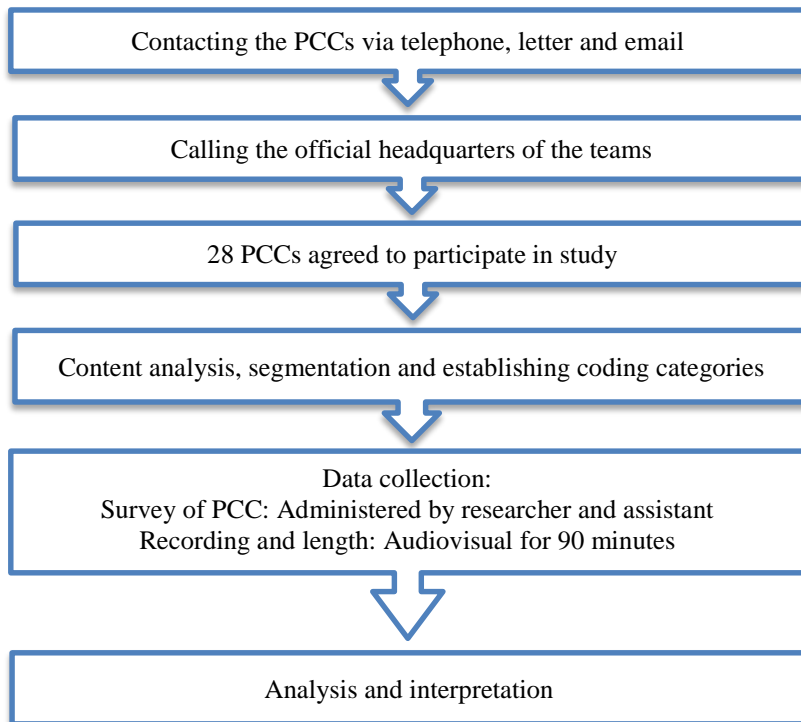 Contacting the PCCs via telephone, letter and email
Calling the official headquarters of the teams
28 PCCs agreed to participate in study
Content analysis, segmentation and establishing coding categories
Data collection:
Survey of PCC: Administered by researcher and assistant
Recording and length: Audiovisual for 90 minutes
Analysis and interpretation